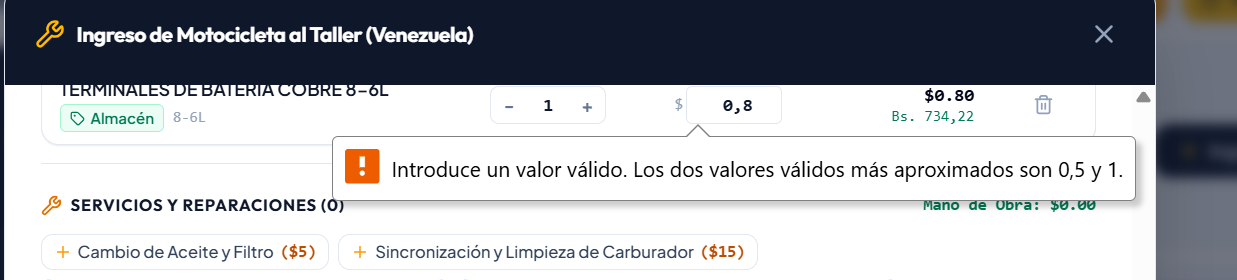 Ingreso de Motocicleta al Taller (Venezuela)
TERMINALES DE BATERIA COBRE 8-6L
Almacén 8-6L
- 1 +
$ 0,8
$0.80
Bs. 734,22
Introduce un valor válido. Los dos valores válidos más aproximados son 0,5 y 1.
SERVICIOS Y REPARACIONES (0)
Mano de Obra: $0.00
+ Cambio de Aceite y Filtro ($5)
+ Sincronización y Limpieza de Carburador ($15)